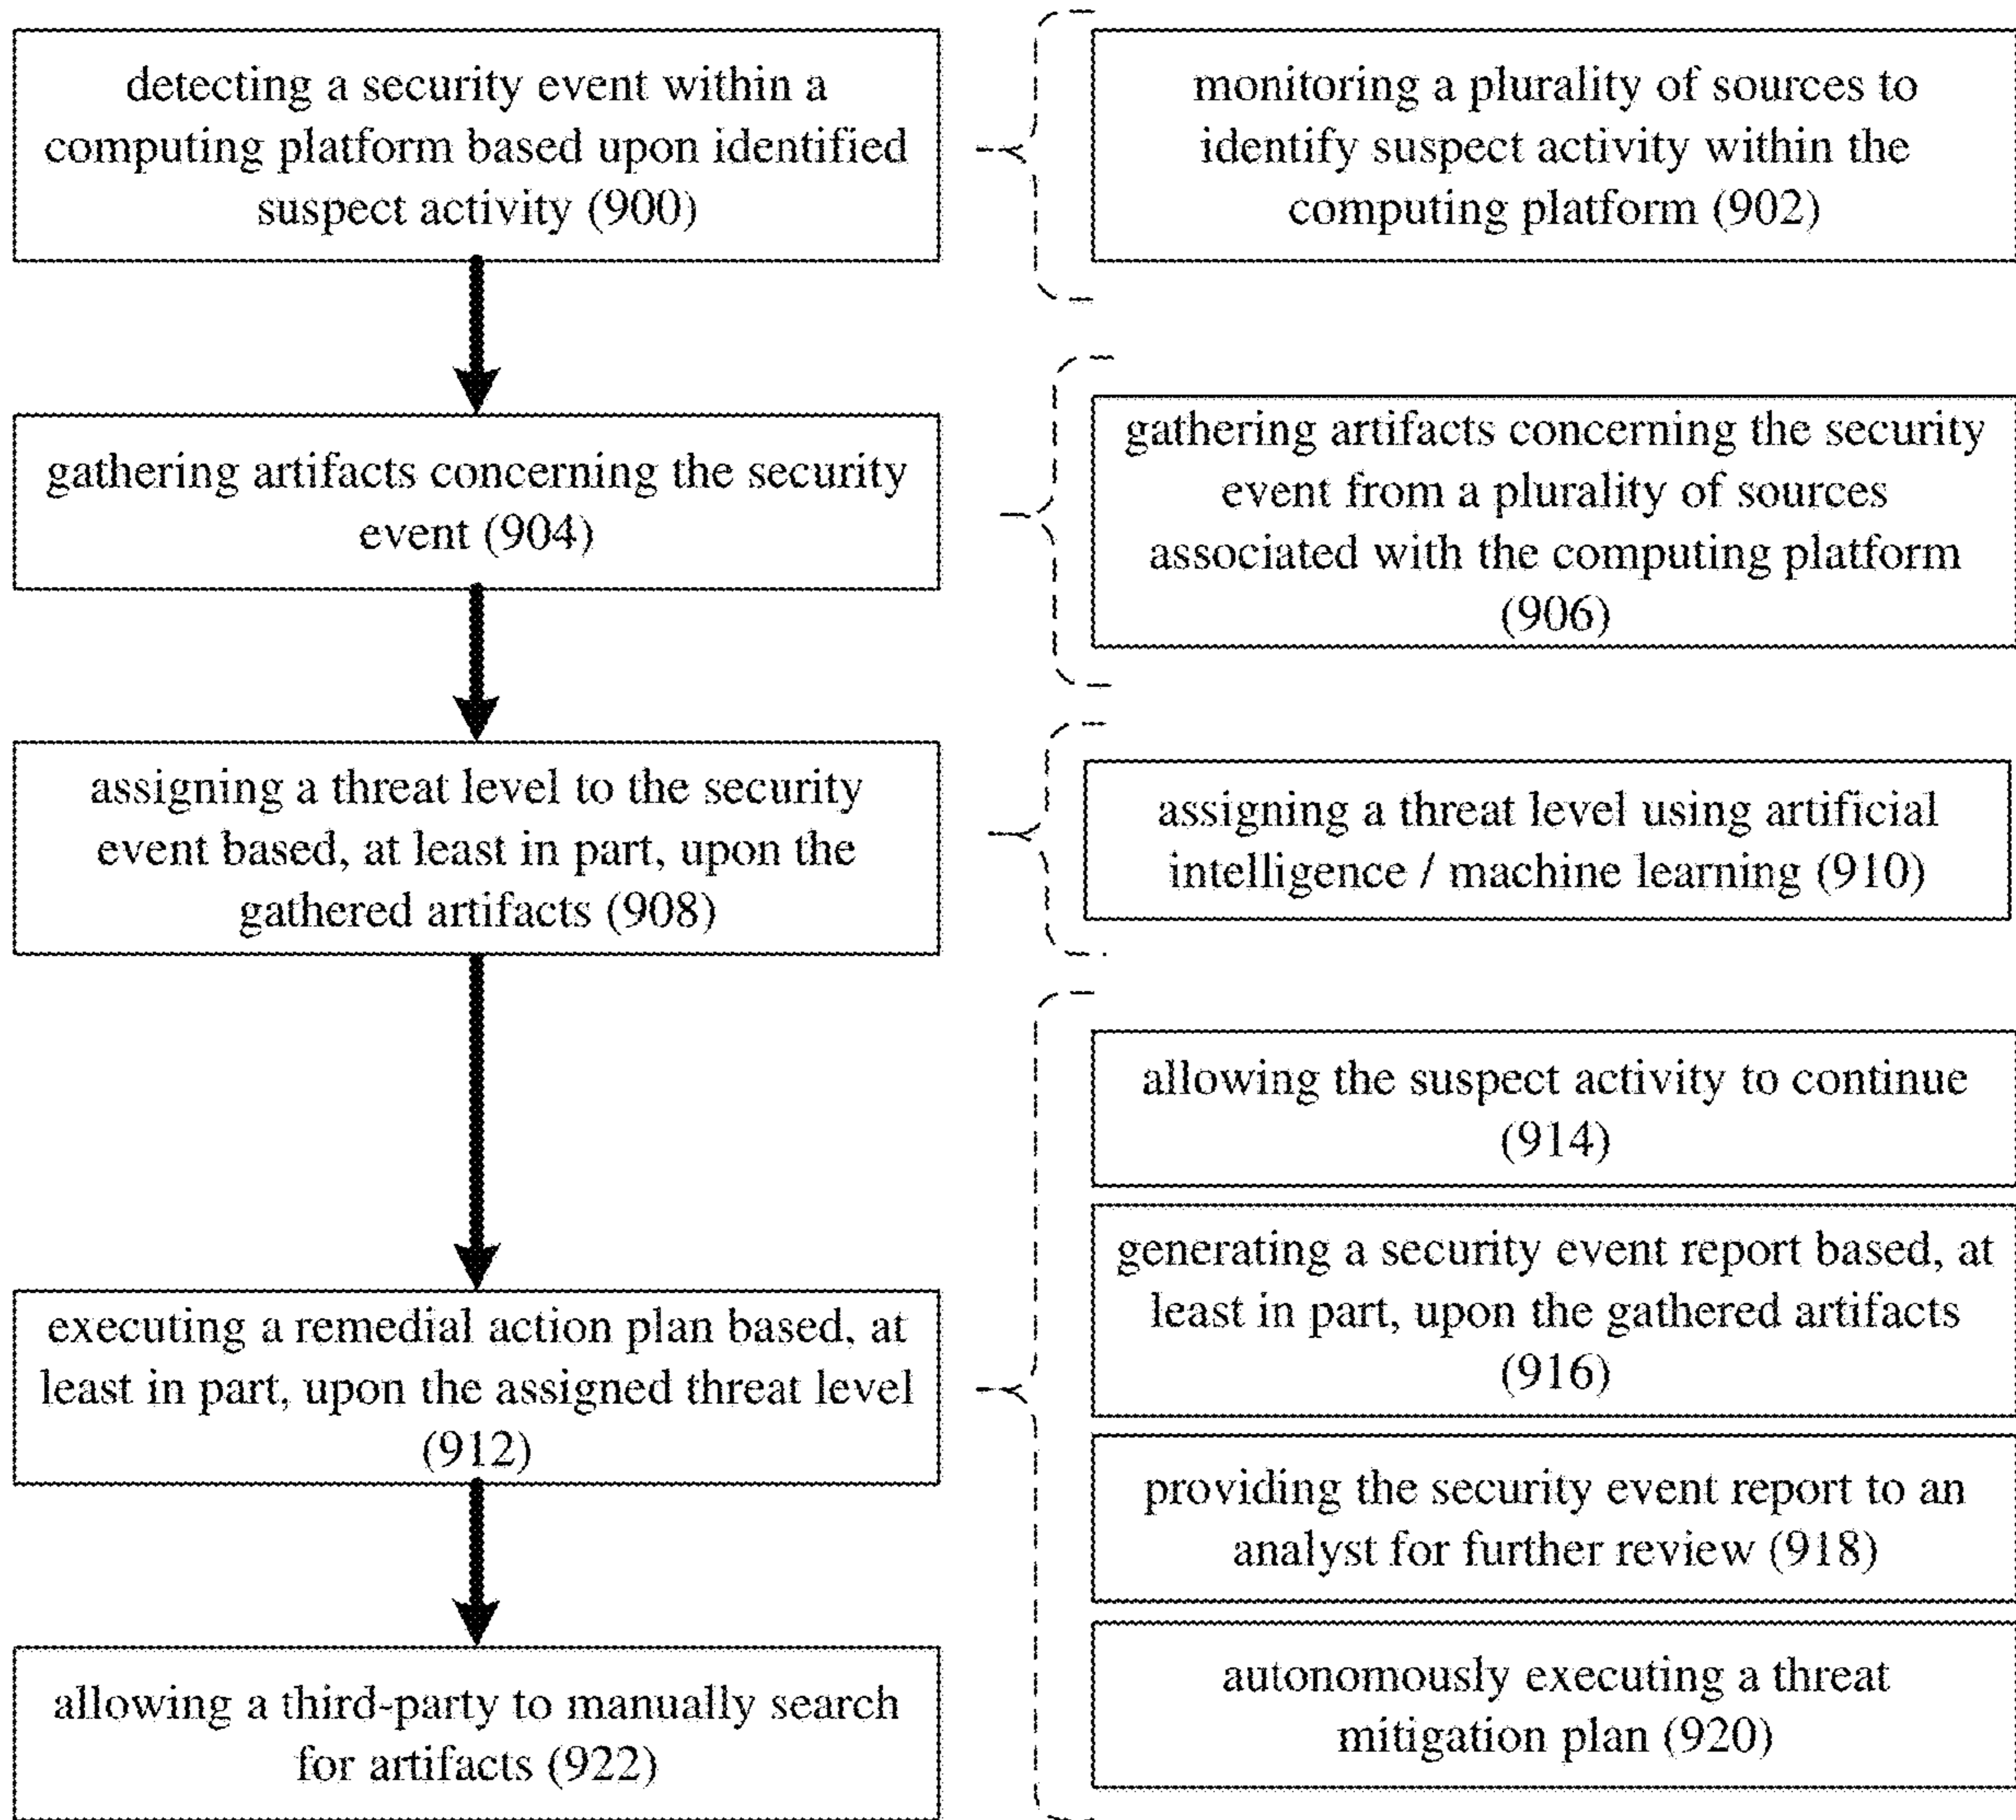 detecting a security event within a
computing platform based upon identified
suspect activity (900)
monitoring a plurality of sources to
identify suspect activity within the
computing platform (902)
gathering artifacts concerning the security
event (904)
gathering artifacts concerning the security
event from a plurality of sources
associated with the computing platform
(906)
assigning a threat level to the security
event based, at least in part, upon the
gathered artifacts (908)
assigning a threat level using artificial
intelligence / machine learning (910)
executing a remedial action plan based, at
least in part, upon the assigned threat level
(912)
allowing the suspect activity to continue
(914)
generating a security event report based, at
least in part, upon the gathered artifacts
(916)
providing the security event report to an
analyst for further review (918)
autonomously executing a threat
mitigation plan (920)
allowing a third-party to manually search
for artifacts (922)